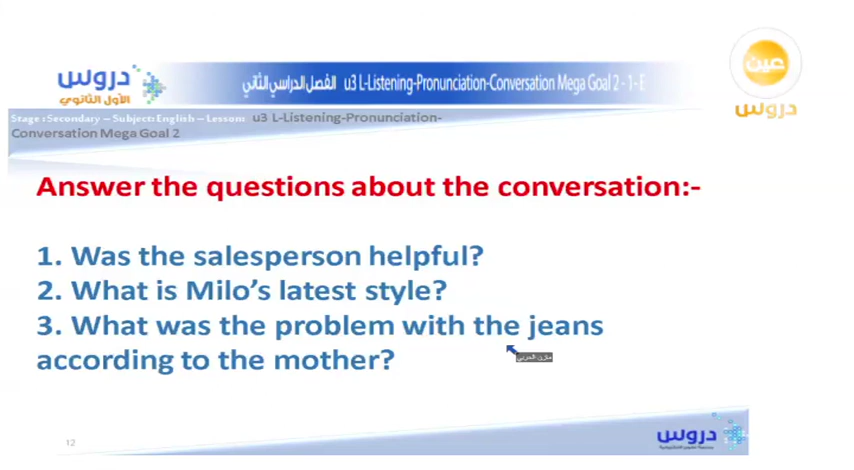 عين
دروس
دروس
الأول الثانوي
u3 L-Listening-Pronunciation-Conversation Mega Goal 2 - 1- E الفصل الدراسي الثاني
Stage : Secondary – Subject: English – Lesson: u3 L-Listening-Pronunciation-
Conversation Mega Goal 2
Answer the questions about the conversation:-
1. Was the salesperson helpful?
2. What is Milo’s latest style?
3. What was the problem with the jeans
according to the mother?
12
دروس